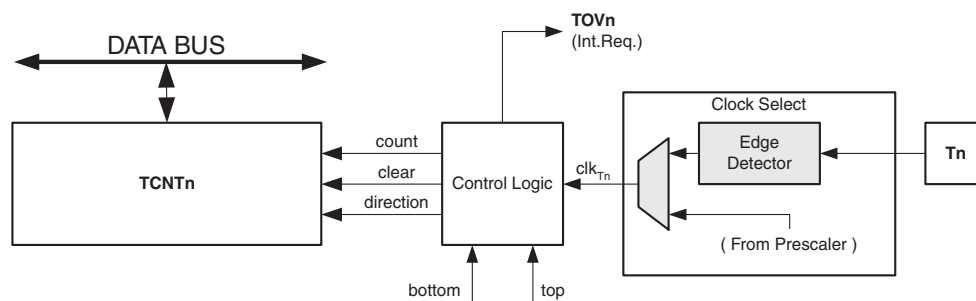 TOVn
(Int.Req.)
DATA BUS
Clock Select
count
Edge
Detector
Tn
TCNTn
clear
Control Logic
clkTn
direction
( From Prescaler )
bottom
top